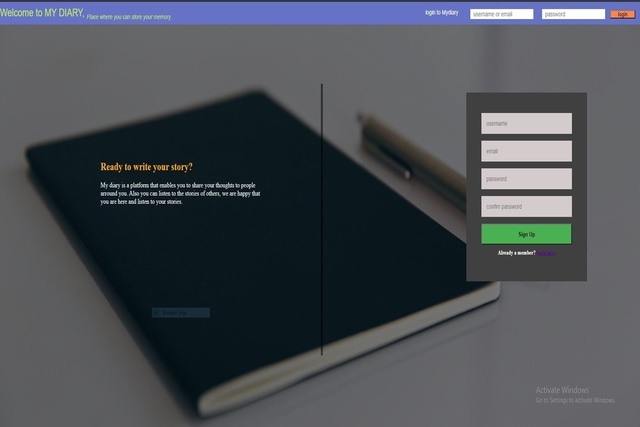 Welcome to MY DIARY, Place where you can store your memory
login to Mydiary
username or email
password
login
Ready to write your story?
My diary is a platform that enables you to share your thoughts to people
arround you. Also you can listen to the stories of others, we are happy that
you are here and listen to your stories.
username
email
password
confirm password
Sign Up
Already a member?
Activate Windows
Go to Settings to activate Windows.